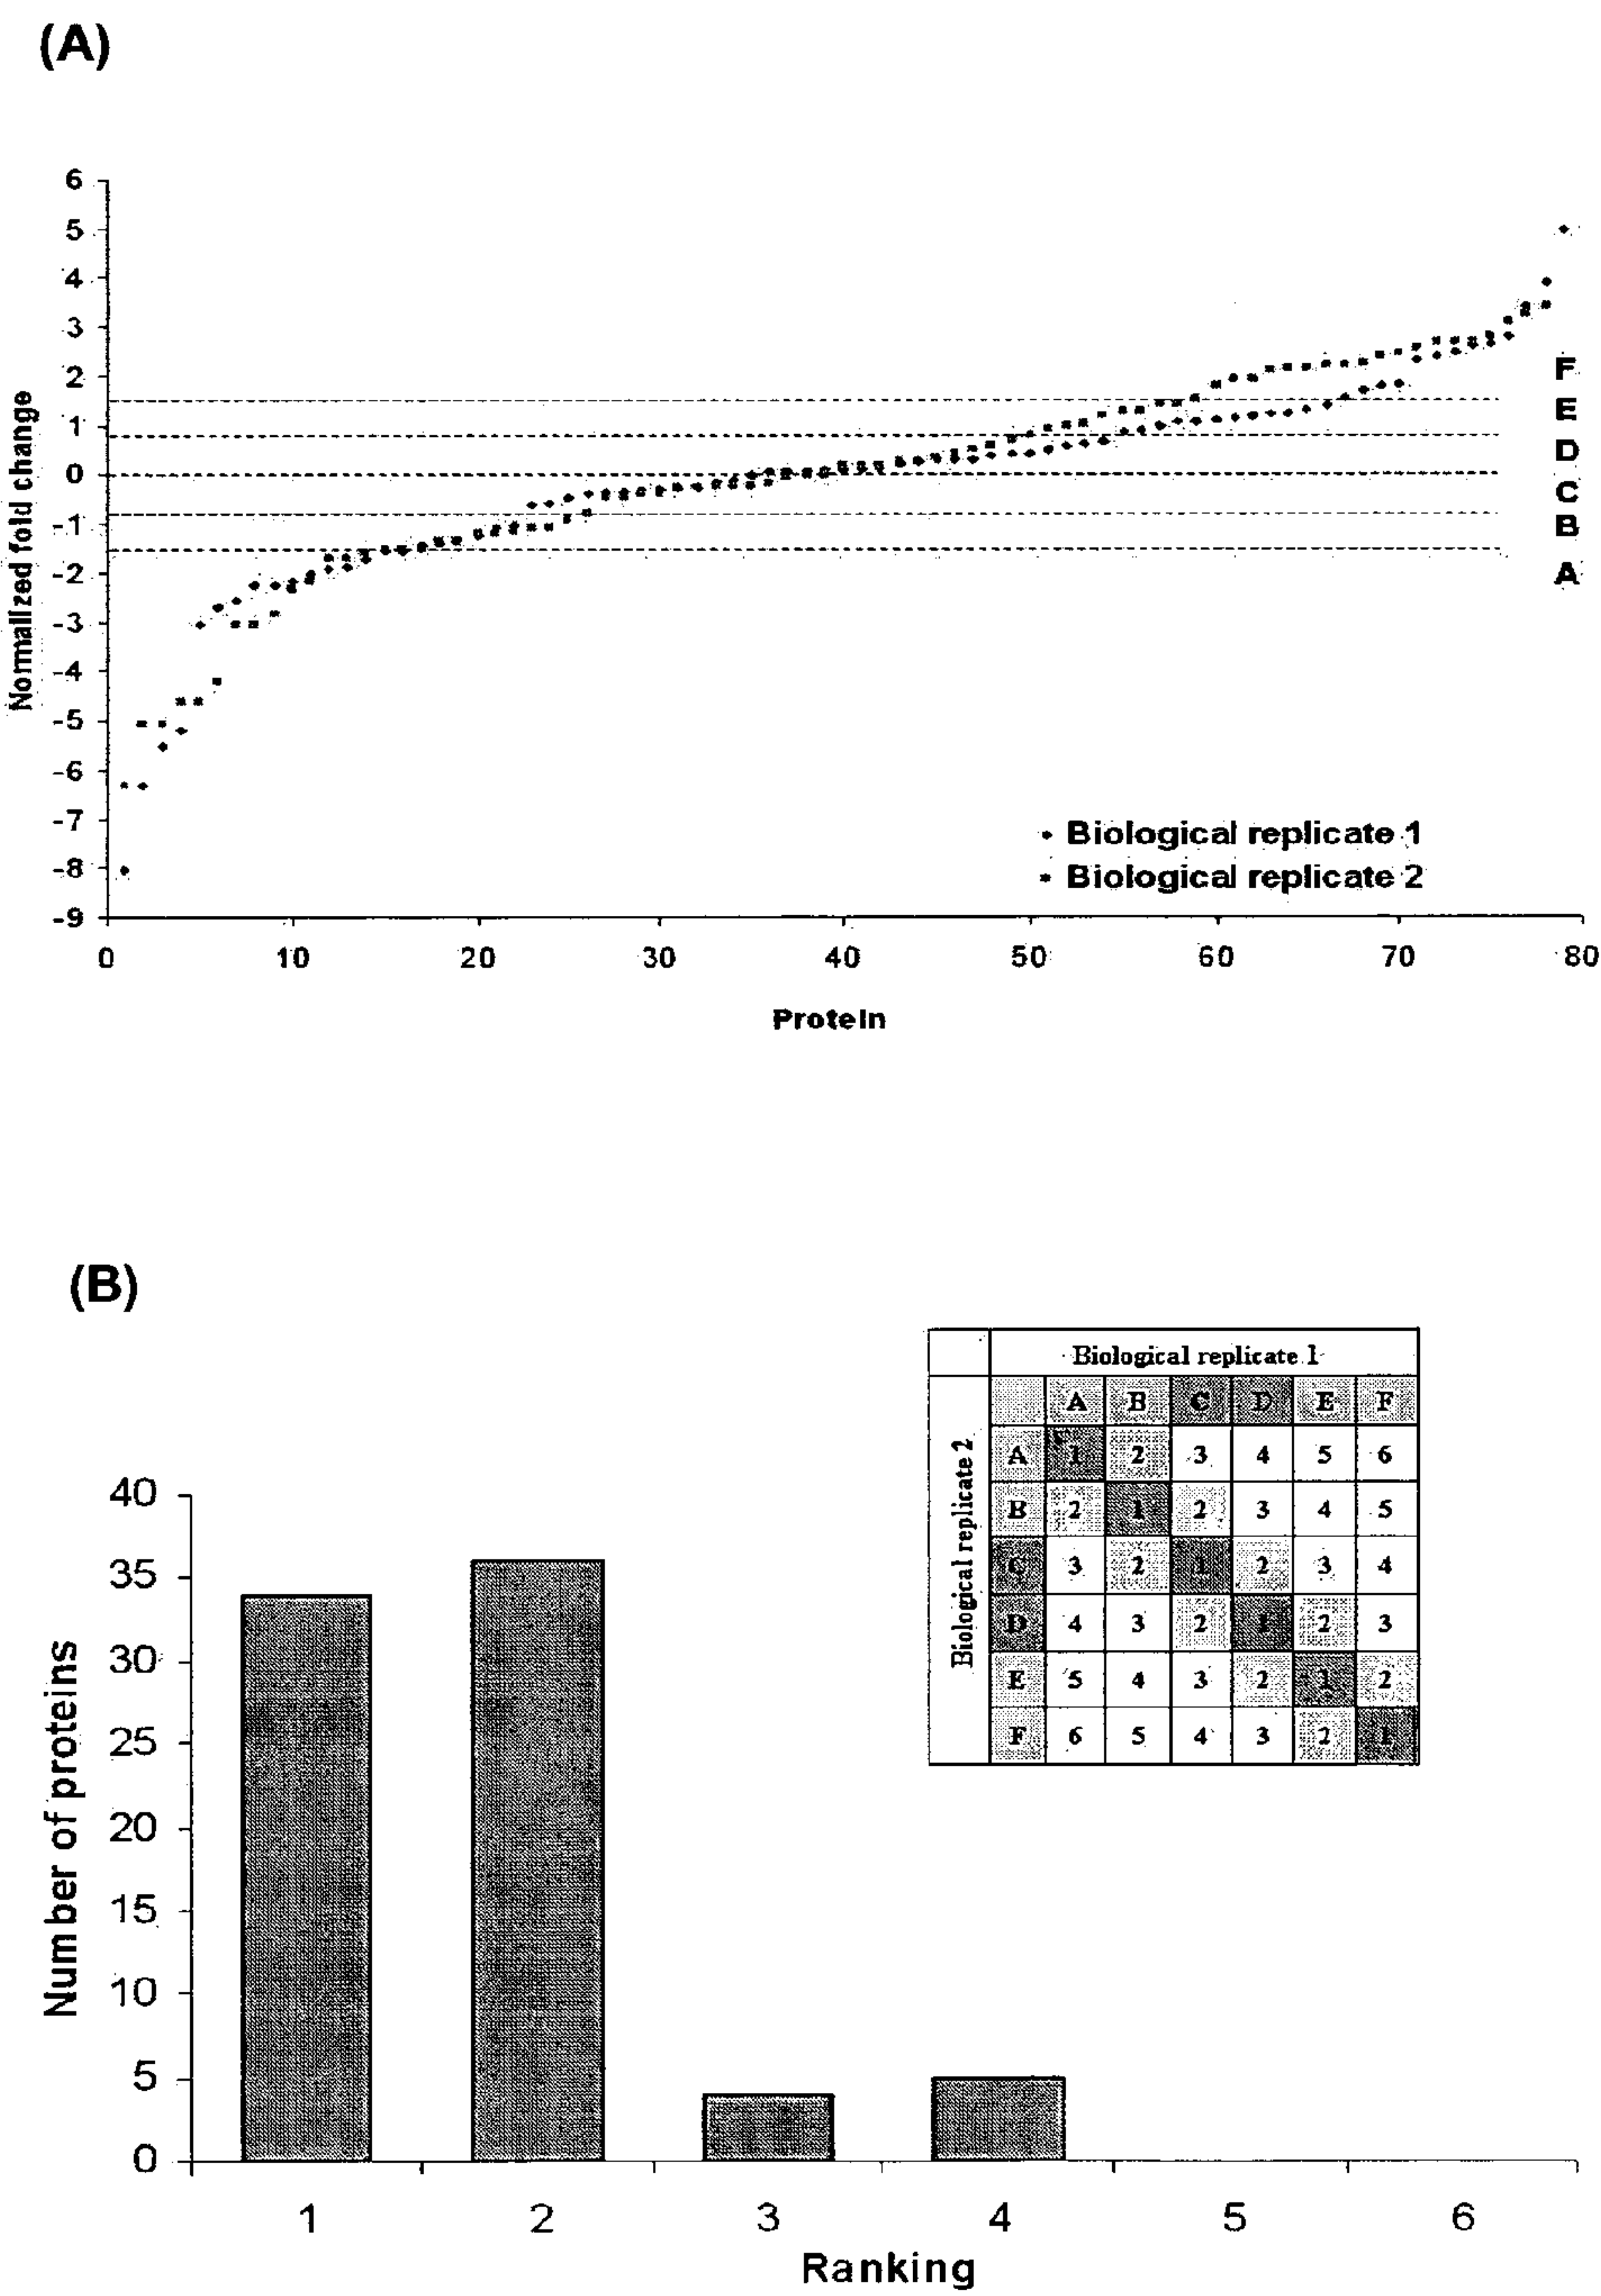 (A)
6
5
4
3
2
1
0
-1
-2
-3
-4
-5
-6
-7
-8
-9
Normalized fold change
F
E
D
C
B
A
Biological replicate 1
Biological replicate 2
0 10 20 30 40 50 60 70 80
Protein
(B)
Biological replicate 1
Biological replicate 2
A B C D E F
A 1 2 3 4 5 6
B 2 1 2 3 4 5
C 3 2 1 2 3 4
D 4 3 2 1 2 3
E 5 4 3 2 1 2
F 6 5 4 3 2 1
40
35
30
25
20
15
10
5
0
Number of proteins
1 2 3 4 5 6
Ranking